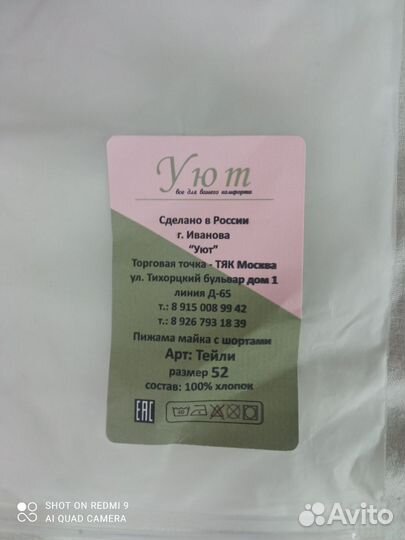 Уют
все для вашего комфорта
Сделано в России
г. Иванова
“Уют”
Торговая точка - ТЯК Москва
ул. Тихорцкий бульвар дом 1
линия Д-65
т.: 8 915 008 99 42
т.: 8 926 793 18 39
Пижама майка с шортами
Арт: Тейли
размер 52
состав: 100% хлопок
EAC
SHOT ON REDMI 9
AI QUAD CAMERA
Avito